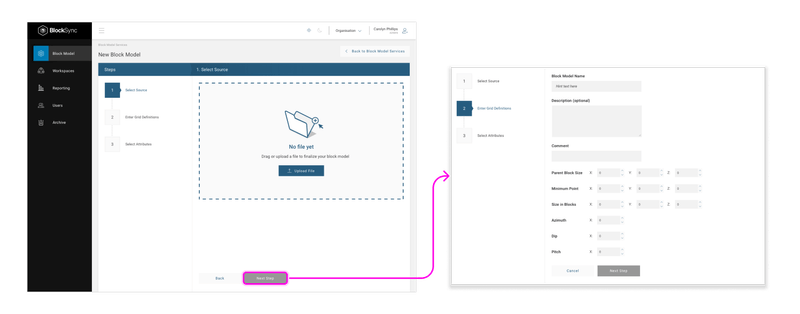 BlockSync
Organization
Carolyn Phillips
Block Model Services
New Block Model
Back to Block Model Services
Block Model
Workspaces
Reporting
Users
Archive
Steps
1. Select Source
1 Select Source
2 Enter Grid Definitions
3 Select Attributes
No file yet
Drag or upload a file to finalize your block model
Upload File
Back
Next Step
1 Select Source
2 Enter Grid Definitions
3 Select Attributes
Block Model Name
Hint text here
Description (optional)
Comment
Parent Block Size X: 0 Y: 0 Z: 0
Minimum Point X: 0 Y: 0 Z: 0
Size in Blocks X: 0 Y: 0 Z: 0
Azimuth X: 0
Dip X: 0
Pitch X: 0
Cancel
Next Step